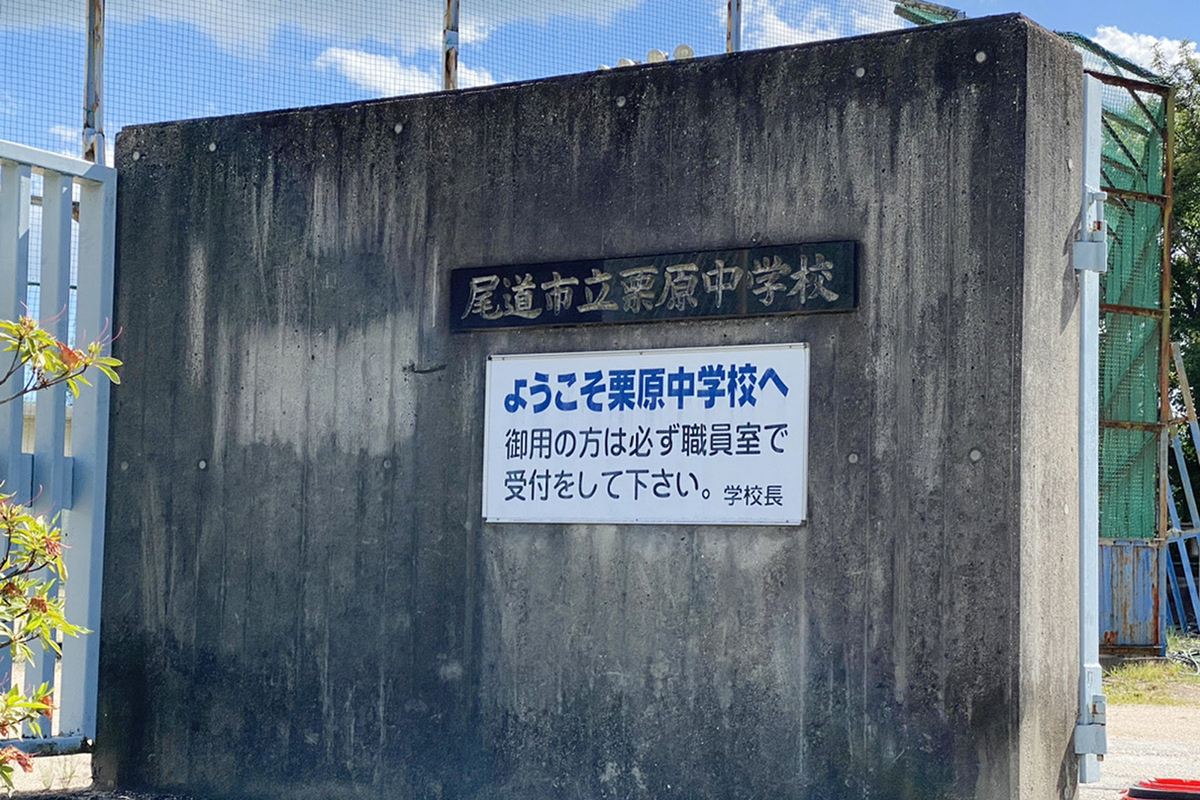 尾道市立栗原中学校
ようこそ栗原中学校へ
御用の方は必ず職員室で
受付をして下さい。学校長